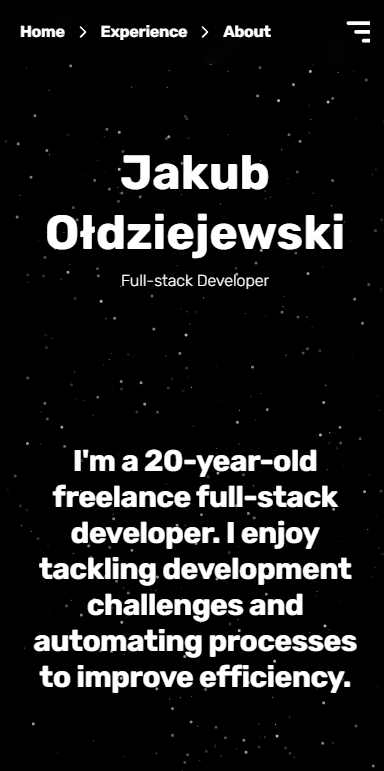 Home > Experience > About
Jakub
Ołdziejewski
Full-stack Developer
I'm a 20-year-old
freelance full-stack
developer. I enjoy
tackling development
challenges and
automating processes
to improve efficiency.